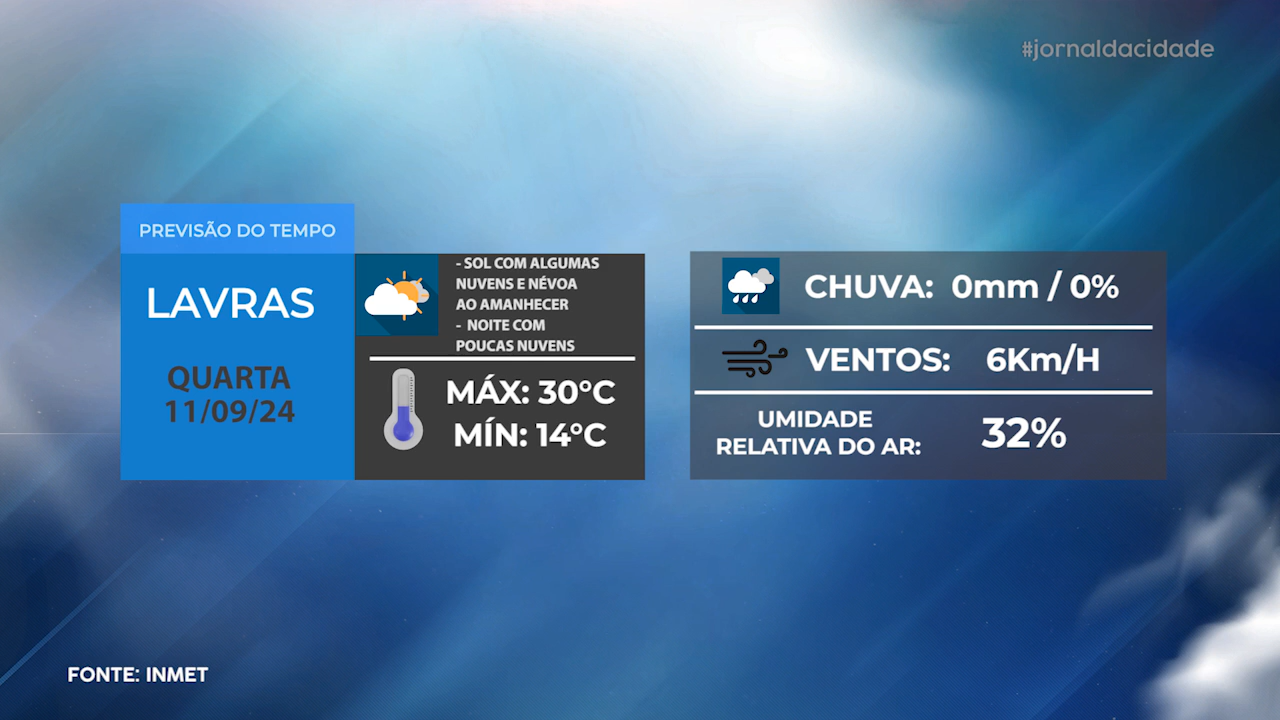 #jornaldacidade
PREVISÃO DO TEMPO
LAVRAS
QUARTA
11/09/24
- SOL COM ALGUMAS
NUVENS E NÉVOA
AO AMANHECER
- NOITE COM
POUCAS NUVENS
MÁX: 30°C
MÍN: 14°C
CHUVA: 0mm / 0%
VENTOS: 6Km/H
UMIDADE
RELATIVA DO AR: 32%
FONTE: INMET